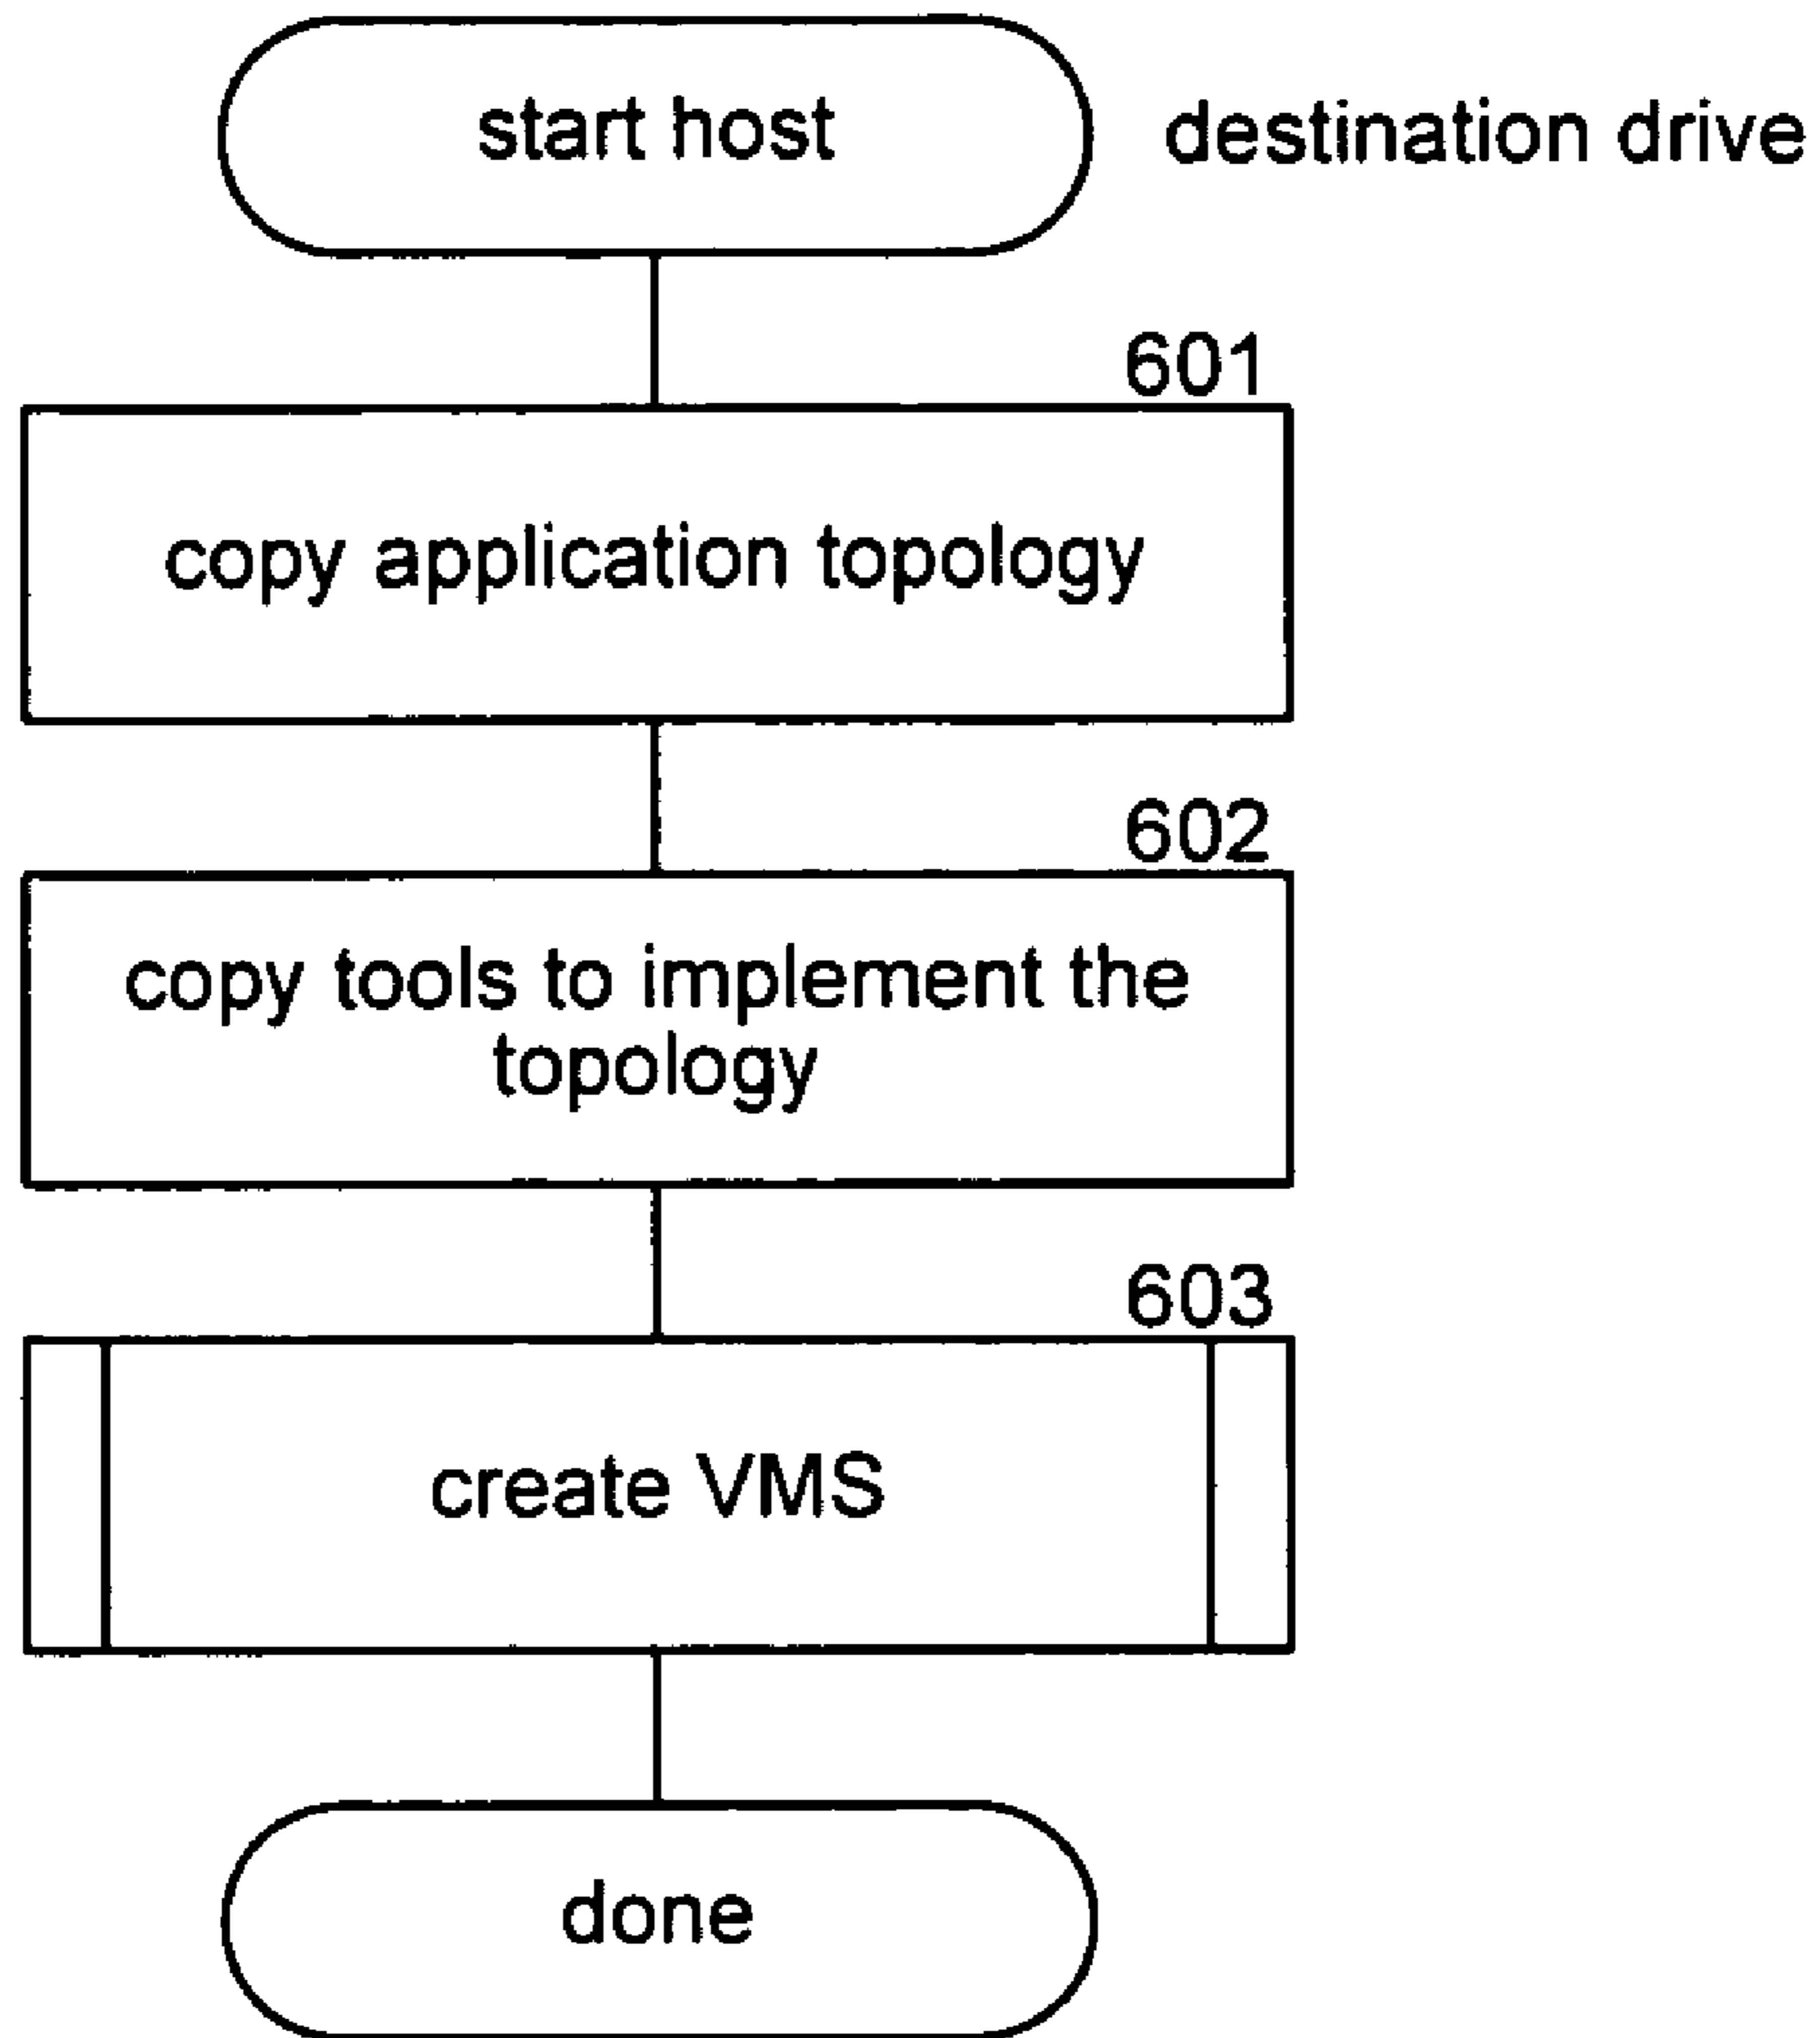 start host
destination drive
601
copy application topology
602
copy tools to implement the
topology
603
create VMS
done